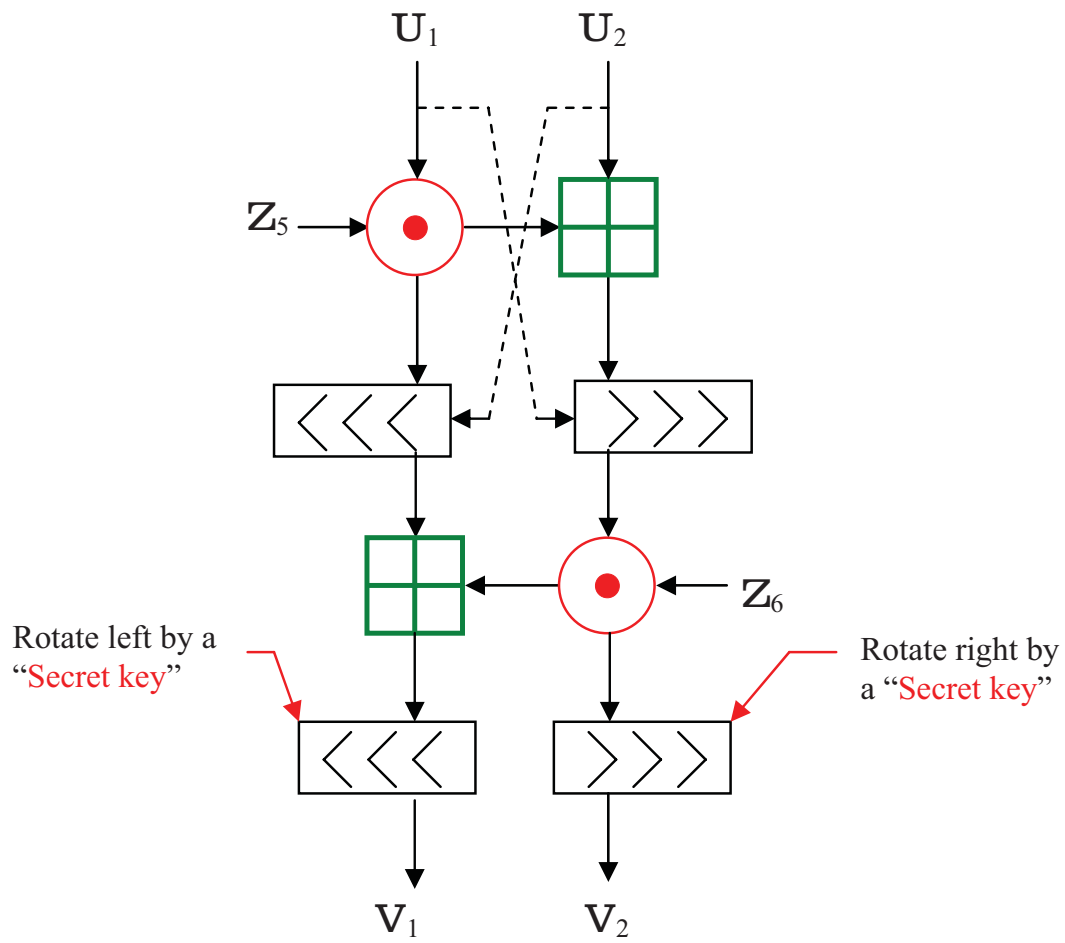 U1
U2
Z5
Z6
Rotate left by a
“Secret key”
Rotate right by
a “Secret key”
V1
V2